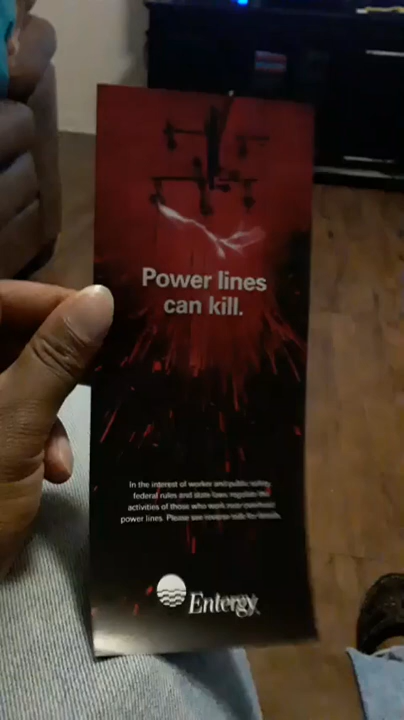 Power lines
can kill.
In the interest of worker and public safety,
federal rules and state laws regulate the
activities of those who work near overhead
power lines. Please see reverse side for details.
Entergy